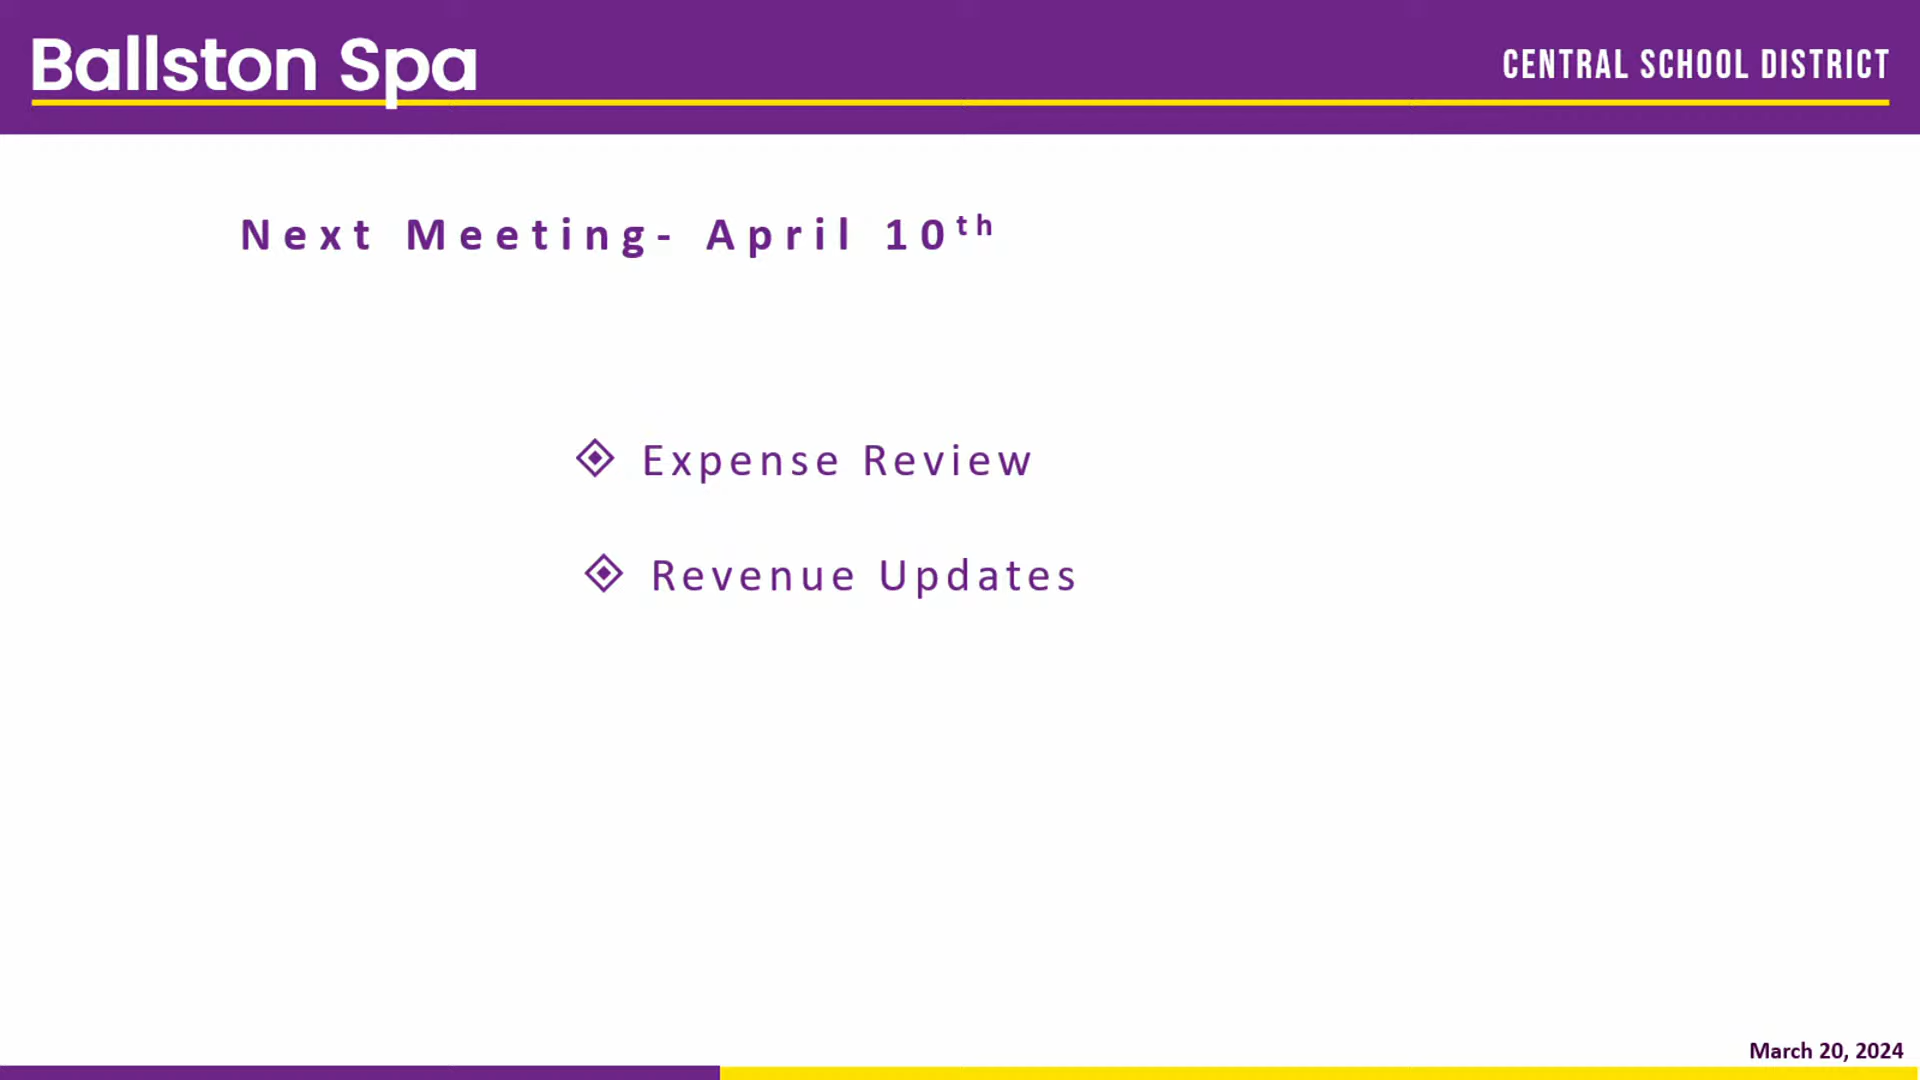 Ballston Spa
CENTRAL SCHOOL DISTRICT
Next Meeting- April 10th
Expense Review
Revenue Updates
March 20, 2024